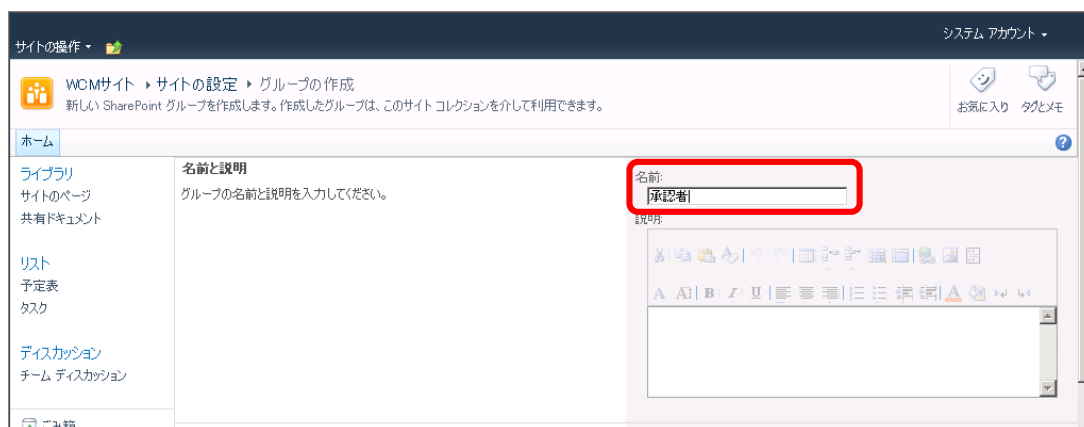 システム アカウント
サイトの操作
WCMサイト ▸ サイトの設定 ▸ グループの作成
新しい SharePoint グループを作成します。作成したグループは、このサイト コレクションを介して利用できます。
お気に入り タグとメモ
ホーム
ライブラリ
サイトのページ
共有ドキュメント
リスト
予定表
タスク
ディスカッション
チーム ディスカッション
ごみ箱
名前と説明
グループの名前と説明を入力してください。
名前:
承認者
説明: